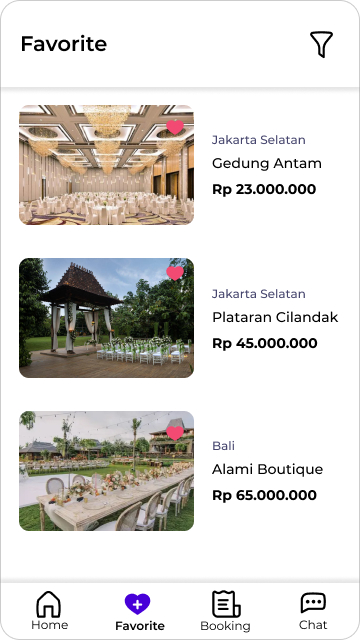 Favorite
Jakarta Selatan
Gedung Antam
Rp 23.000.000
Jakarta Selatan
Plataran Cilandak
Rp 45.000.000
Bali
Alami Boutique
Rp 65.000.000
Home
Favorite
Booking
Chat